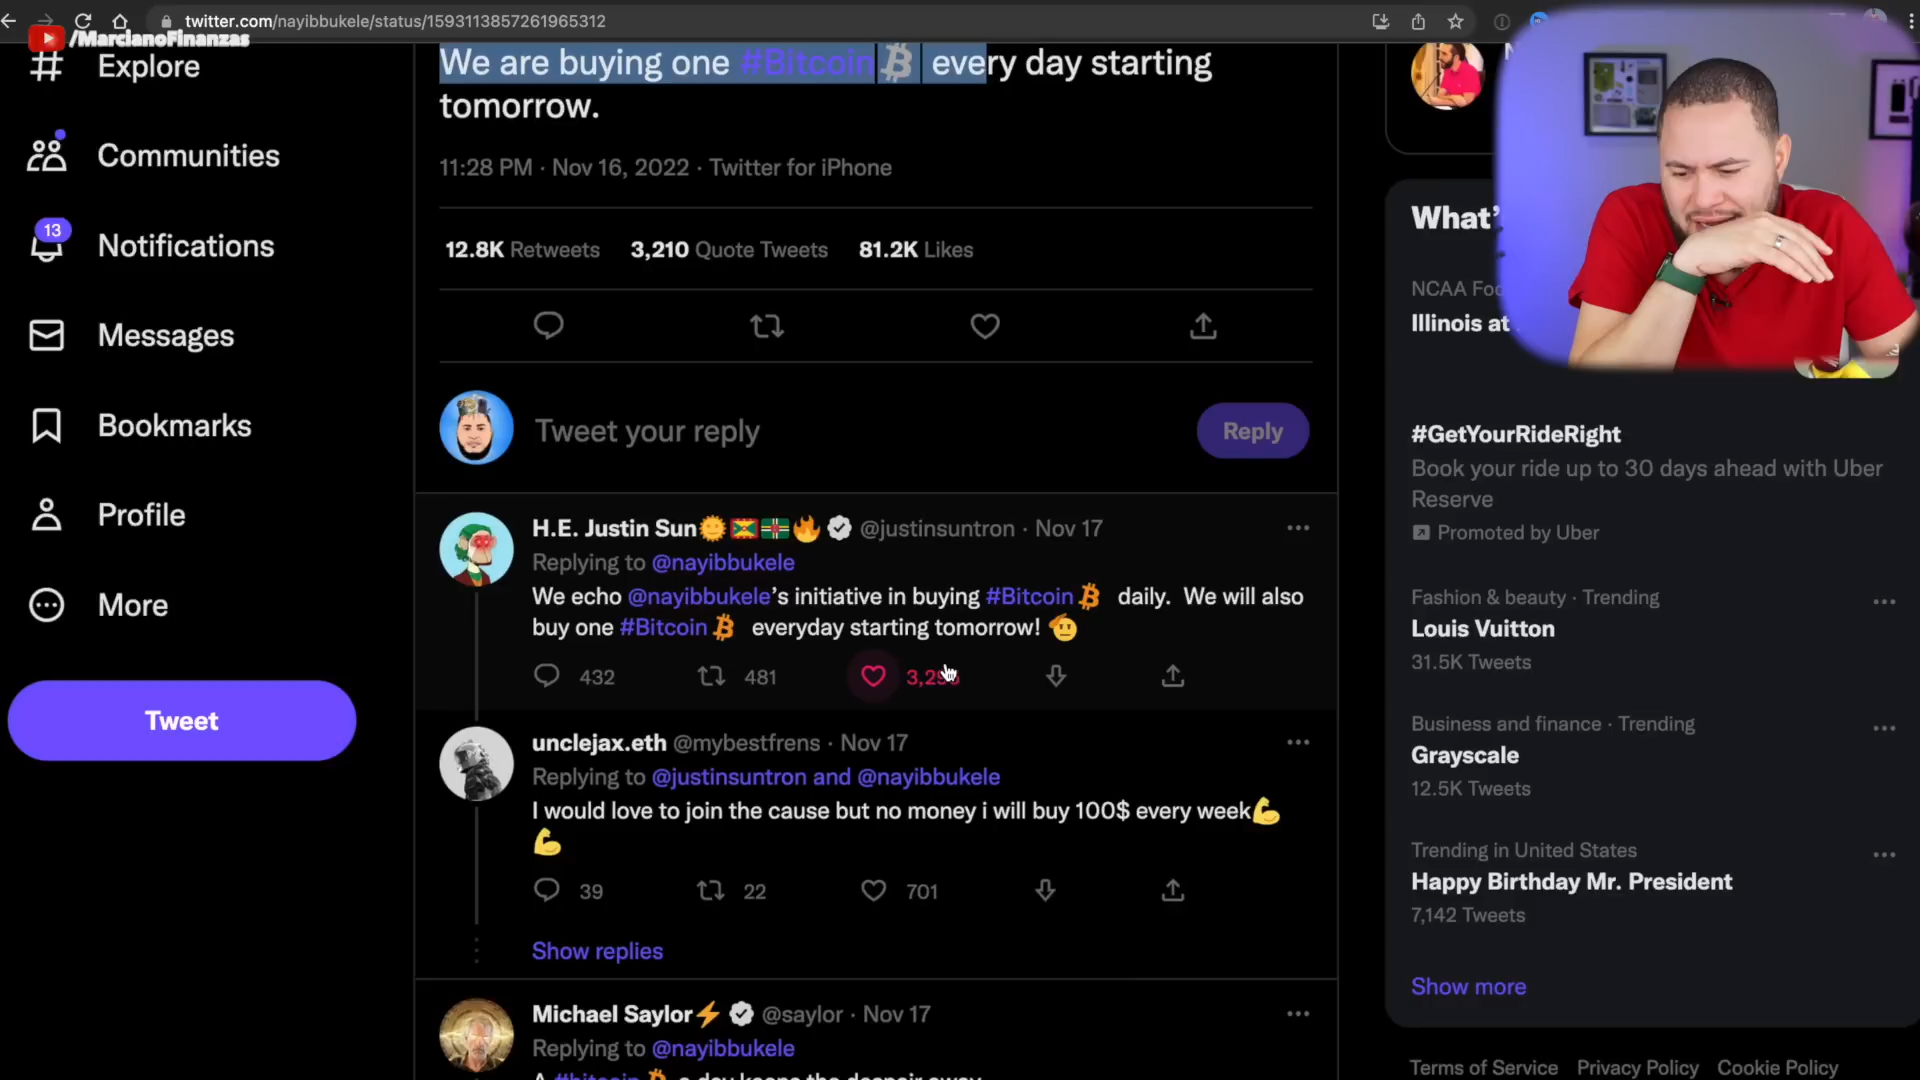 twitter.com/nayibbukele/status/1593113857261965312
/MarcianoFinanzas
Explore
Communities
13
Notifications
Messages
Bookmarks
Profile
More
Tweet
We are buying one #Bitcoin every day starting
tomorrow.
11:28 PM · Nov 16, 2022 · Twitter for iPhone
12.8K Retweets 3,210 Quote Tweets 81.2K Likes
Tweet your reply
Reply
H.E. Justin Sun🌞🇬🇩🇩🇲🔥 @justinsuntron · Nov 17
Replying to @nayibbukele
We echo @nayibbukele's initiative in buying #Bitcoin daily. We will also
buy one #Bitcoin everyday starting tomorrow! 🫡
432 481
unclejax.eth @mybestfrens · Nov 17
Replying to @justinsuntron and @nayibbukele
I would love to join the cause but no money i will buy 100$ every week💪
💪
39 22 701
Show replies
Michael Saylor⚡ @saylor · Nov 17
Replying to @nayibbukele
A #bitcoin a day keeps the despair away
What'
NCAA Foo
Illinois at
#GetYourRideRight
Book your ride up to 30 days ahead with Uber
Reserve
Promoted by Uber
Fashion & beauty · Trending
Louis Vuitton
31.5K Tweets
Business and finance · Trending
Grayscale
12.5K Tweets
Trending in United States
Happy Birthday Mr. President
7,142 Tweets
Show more
Terms of Service Privacy Policy Cookie Policy